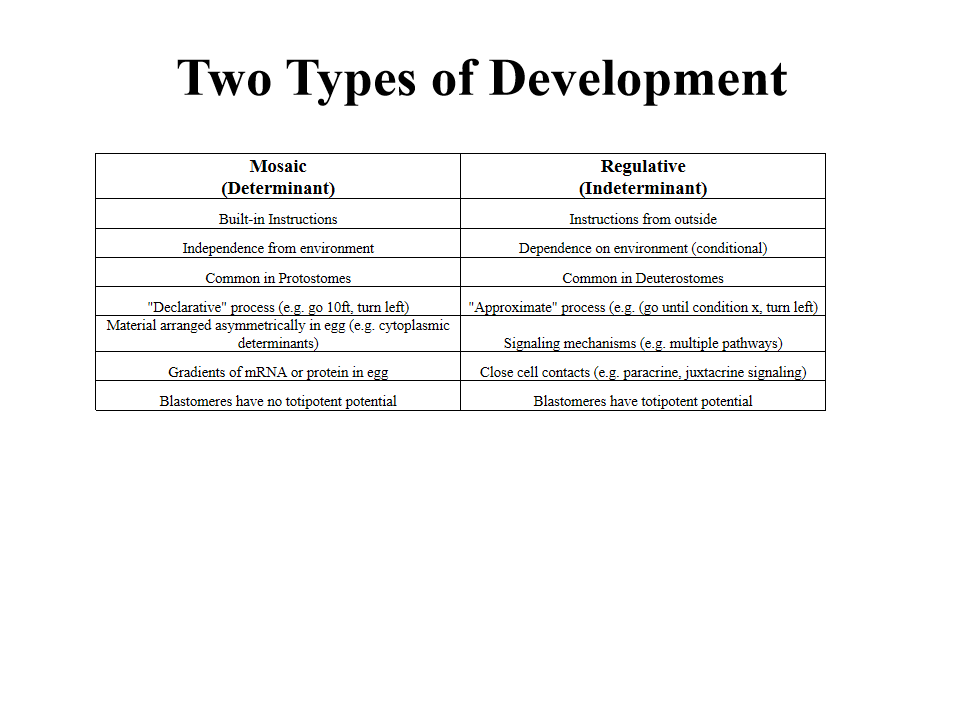 Two Types of Development
Mosaic
(Determinant)
Regulative
(Indeterminant)
Built-in Instructions
Instructions from outside
Independence from environment
Dependence on environment (conditional)
Common in Protostomes
Common in Deuterostomes
"Declarative" process (e.g. go 10ft, turn left)
"Approximate" process (e.g. (go until condition x, turn left)
Material arranged asymmetrically in egg (e.g. cytoplasmic
determinants)
Signaling mechanisms (e.g. multiple pathways)
Gradients of mRNA or protein in egg
Close cell contacts (e.g. paracrine, juxtacrine signaling)
Blastomeres have no totipotent potential
Blastomeres have totipotent potential